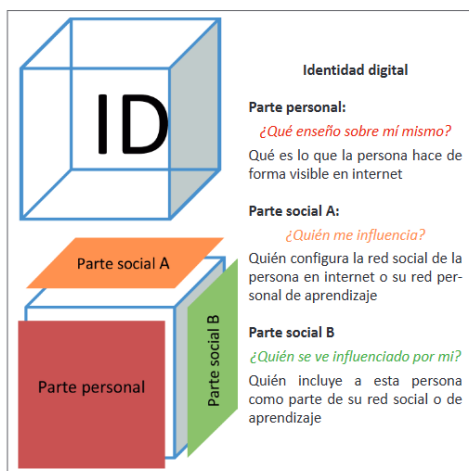 ID
Parte social A
Parte personal
Parte social B
Identidad digital
Parte personal:
¿Qué enseño sobre mí mismo?
Qué es lo que la persona hace de
forma visible en internet
Parte social A:
¿Quién me influencia?
Quién configura la red social de la
persona en internet o su red per-
sonal de aprendizaje
Parte social B
¿Quién se ve influenciado por mi?
Quién incluye a esta persona
como parte de su red social o de
aprendizaje